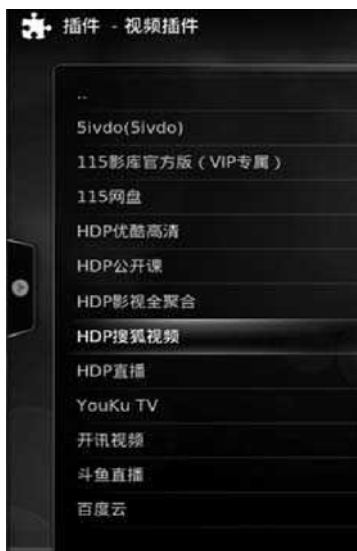 插件 - 视频插件
..
5ivdo(5ivdo)
115影库官方版（VIP专属）
115网盘
HDP优酷高清
HDP公开课
HDP影视全聚合
HDP搜狐视频
HDP直播
YouKu TV
开讯视频
斗鱼直播
百度云